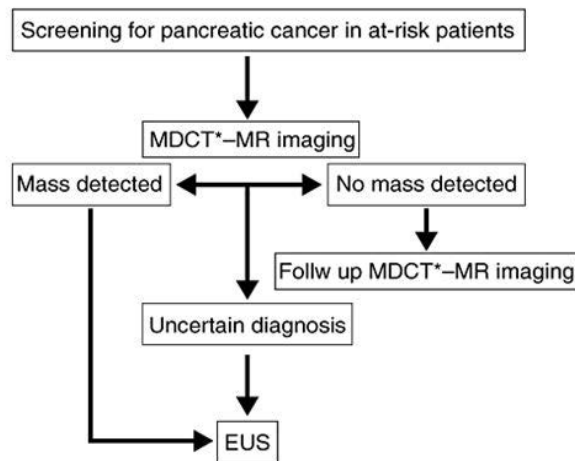 Screening for pancreatic cancer in at-risk patients
MDCT*–MR imaging
Mass detected
No mass detected
Follw up MDCT*–MR imaging
Uncertain diagnosis
EUS